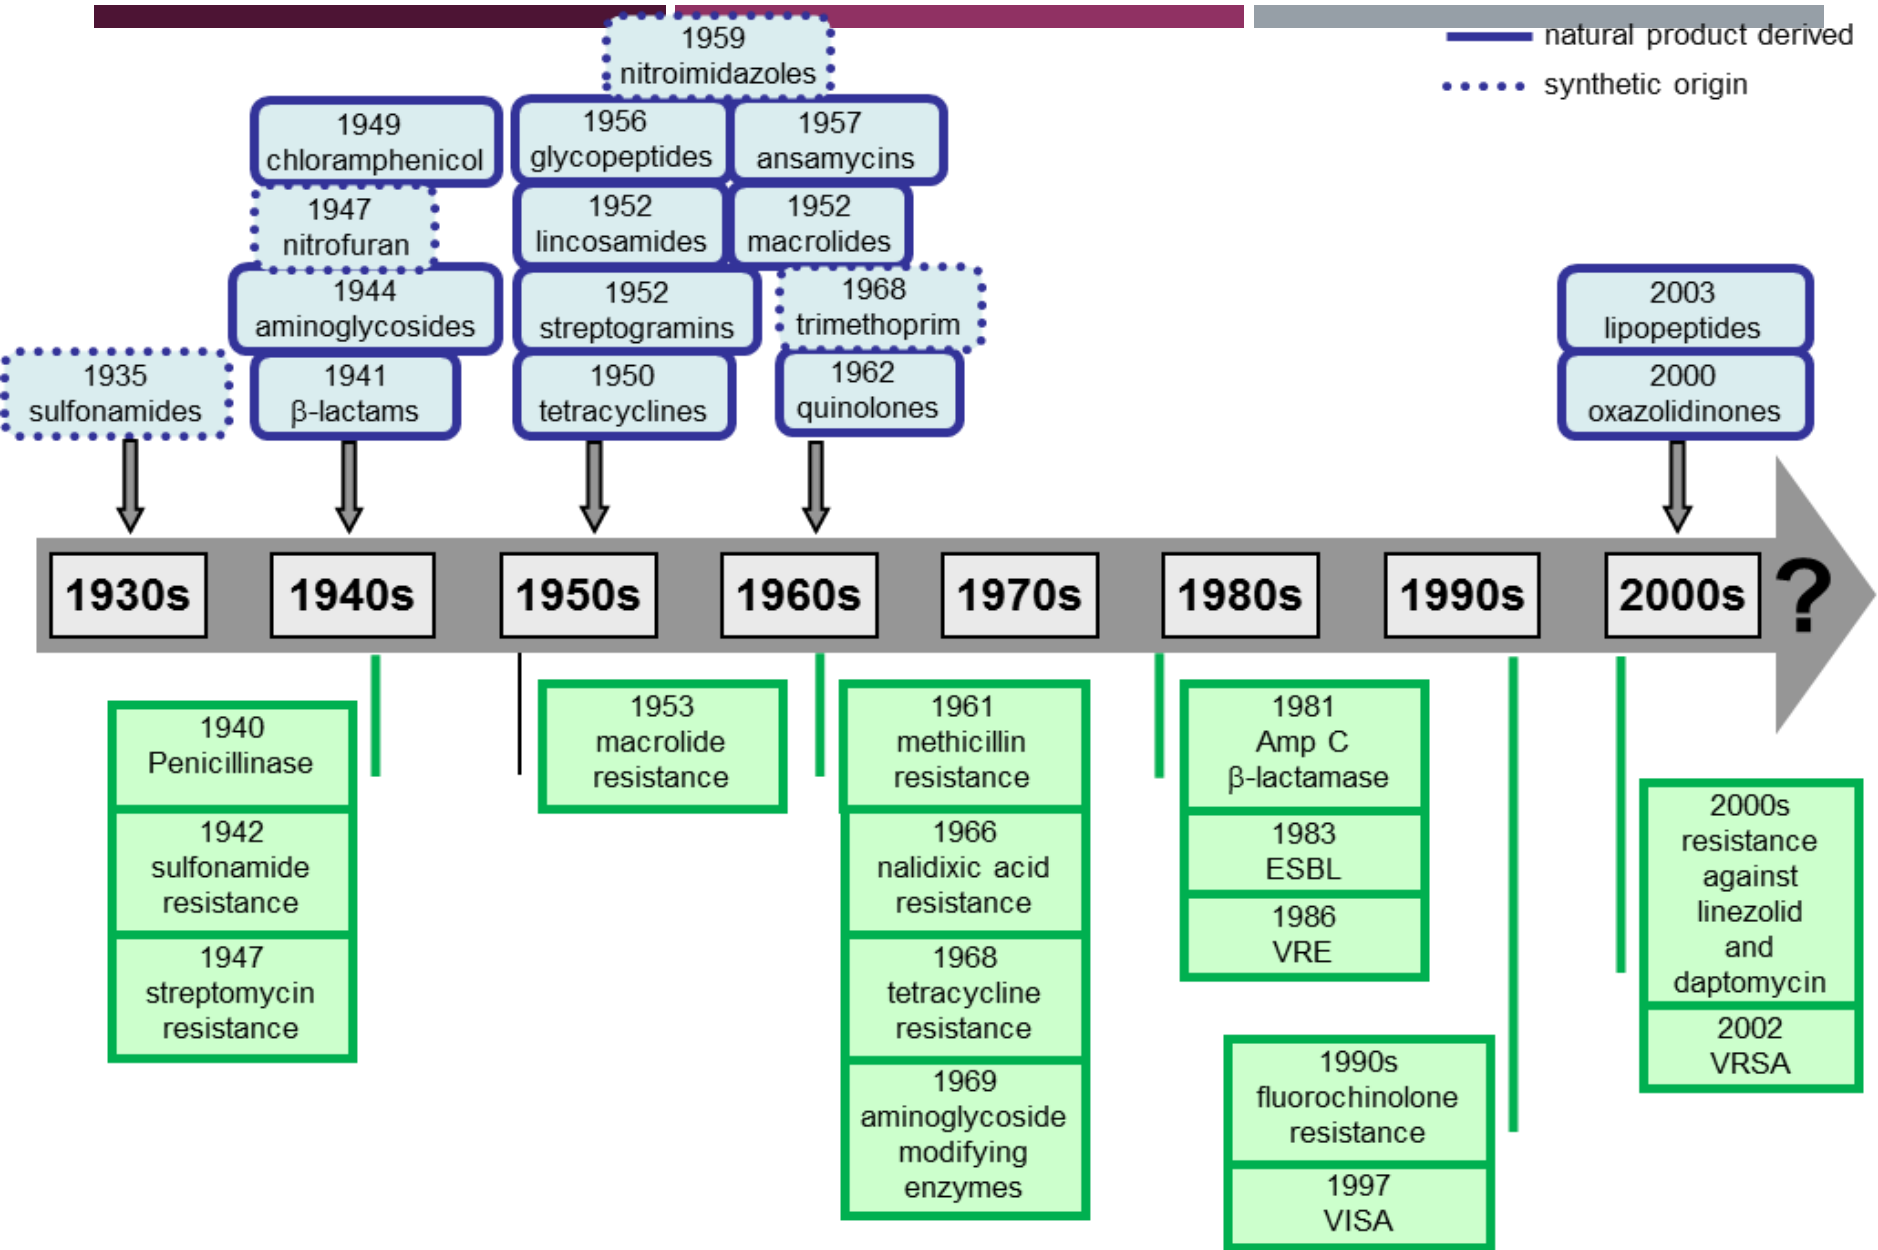 natural product derived
synthetic origin
1959
nitroimidazoles
1949
chloramphenicol
1956
glycopeptides
1957
ansamycins
1947
nitrofuran
1952
lincosamides
1952
macrolides
1944
aminoglycosides
1952
streptogramins
1968
trimethoprim
2003
lipopeptides
1935
sulfonamides
1941
β-lactams
1950
tetracyclines
1962
quinolones
2000
oxazolidinones
1930s
1940s
1950s
1960s
1970s
1980s
1990s
2000s
?
1940
Penicillinase
1942
sulfonamide
resistance
1947
streptomycin
resistance
1953
macrolide
resistance
1961
methicillin
resistance
1966
nalidixic acid
resistance
1968
tetracycline
resistance
1969
aminoglycoside
modifying
enzymes
1981
Amp C
β-lactamase
1983
ESBL
1986
VRE
1990s
fluorochinolone
resistance
1997
VISA
2000s
resistance
against
linezolid
and
daptomycin
2002
VRSA